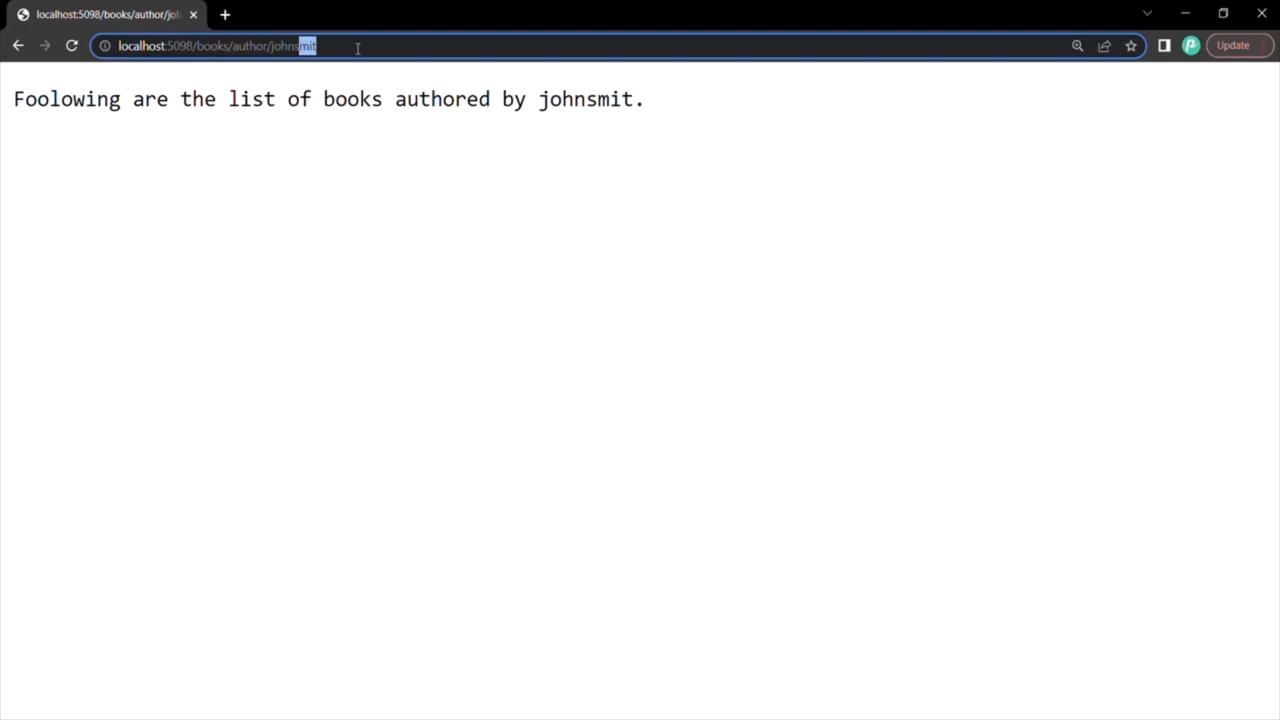 localhost:5098/books/author/joh
localhost:5098/books/author/johnsmit
Update
Foolowing are the list of books authored by johnsmit.